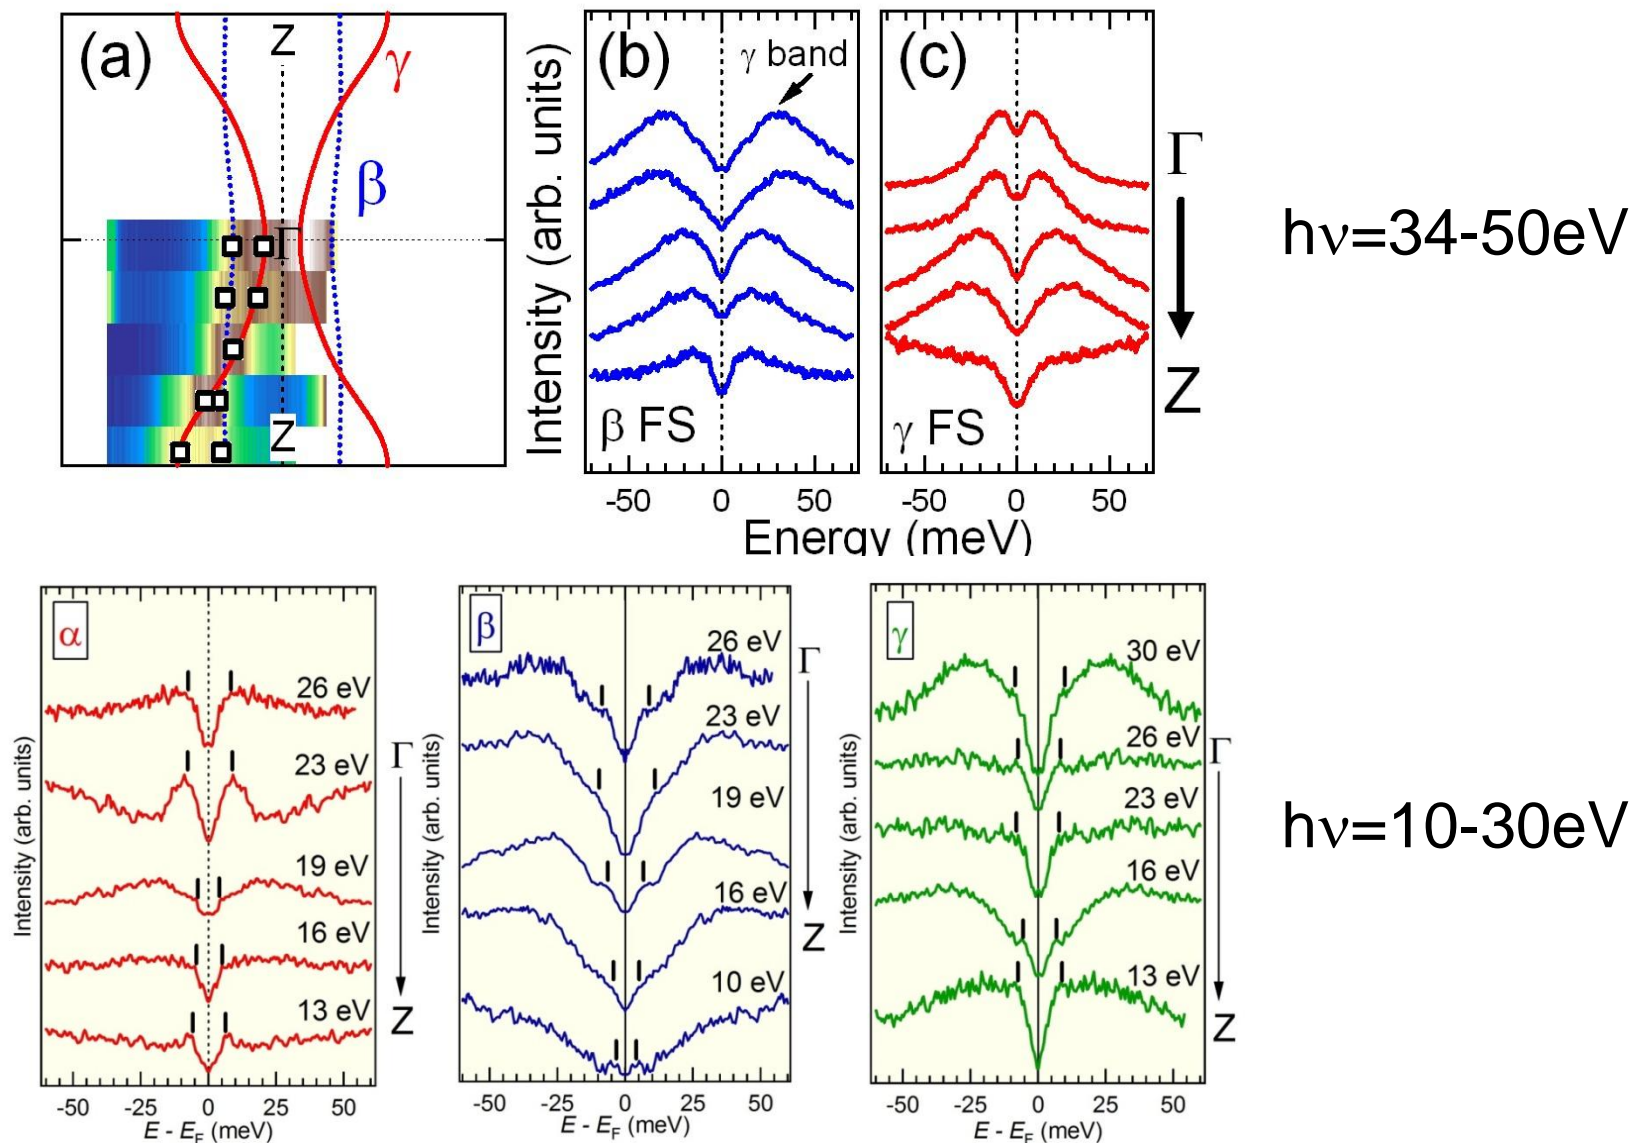 (a)
Z
γ
β
Γ
Z
(b)
γ band
β FS
(c)
γ FS
Γ
Z
Intensity (arb. units)
-50 0 50
-50 0 50
Energy (meV)
hν=34-50eV
α
26 eV
23 eV
19 eV
16 eV
13 eV
Γ
Z
Intensity (arb. units)
-50 0 50
E - EF (meV)
β
26 eV
23 eV
19 eV
16 eV
10 eV
Γ
Z
Intensity (arb. units)
-50 -25 0 25 50
E - EF (meV)
γ
30 eV
26 eV
23 eV
16 eV
13 eV
Γ
Z
Intensity (arb. units)
-50 -25 0 25 50
E - EF (meV)
hν=10-30eV